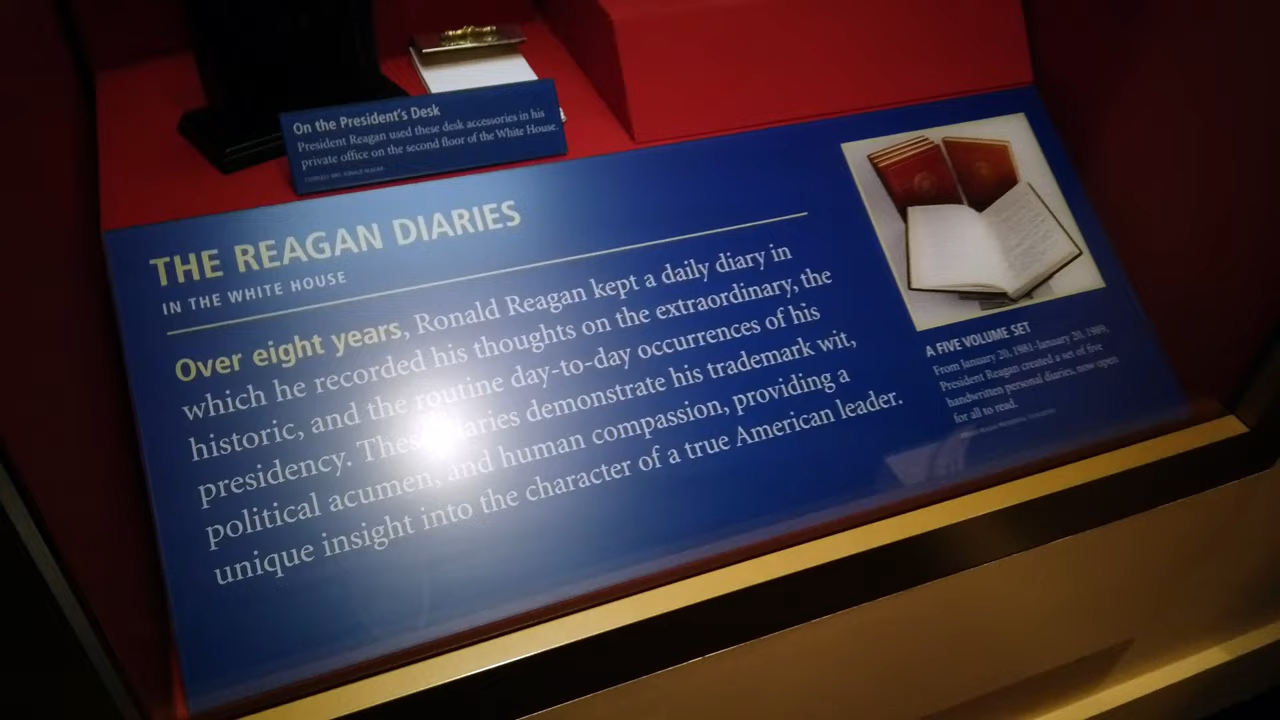 On the President's Desk
President Reagan used these desk accessories in his
private office on the second floor of the White House.
THE REAGAN DIARIES
IN THE WHITE HOUSE
Over eight years, Ronald Reagan kept a daily diary in
which he recorded his thoughts on the extraordinary, the
historic, and the routine day-to-day occurrences of his
presidency. These diaries demonstrate his trademark wit,
political acumen, and human compassion, providing a
unique insight into the character of a true American leader.
A FIVE VOLUME SET
From January 20, 1981-January 20, 1989,
President Reagan created a set of five
handwritten personal diaries, now open
for all to read.